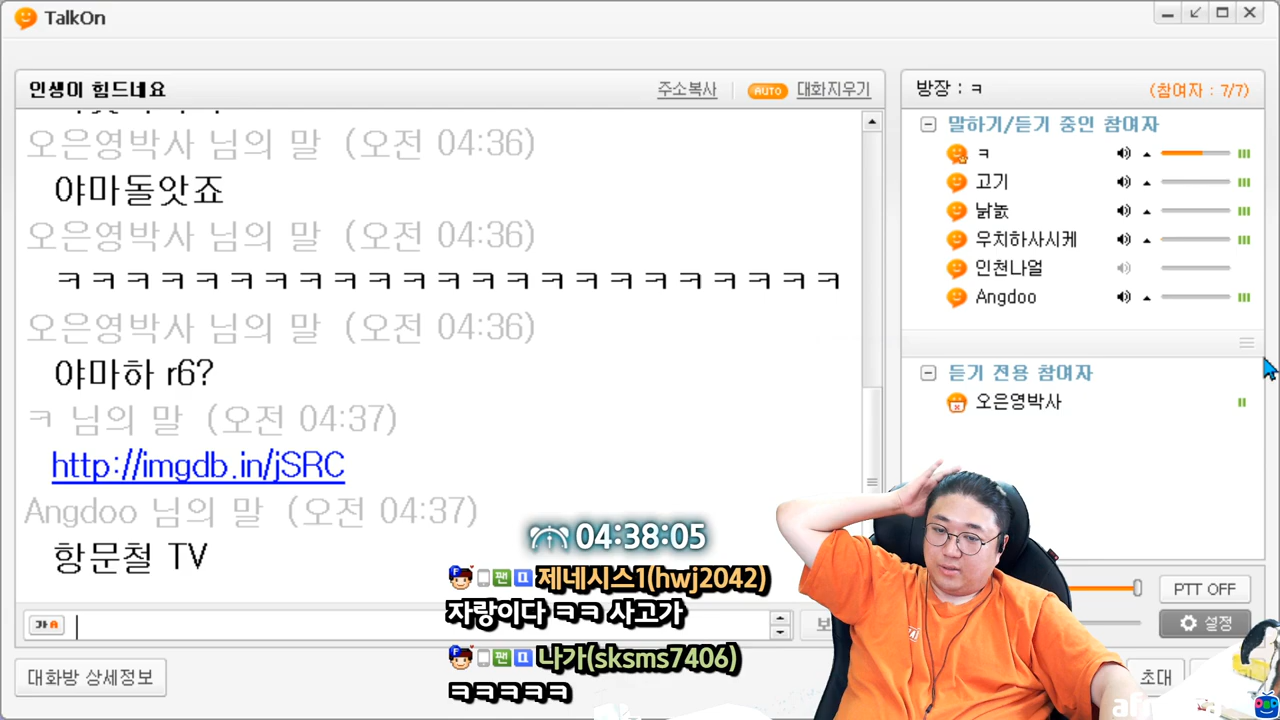 TalkOn
인생이 힘드네요
주소복사
AUTO
대화지우기
오은영박사 님의 말 (오전 04:36)
야마돌앗죠
오은영박사 님의 말 (오전 04:36)
ㅋㅋㅋㅋㅋㅋㅋㅋㅋㅋㅋㅋㅋㅋㅋㅋㅋㅋㅋㅋㅋㅋㅋ
오은영박사 님의 말 (오전 04:36)
야마하 r6?
ㅋ 님의 말 (오전 04:37)
http://imgdb.in/jSRC
Angdoo 님의 말 (오전 04:37)
항문철 TV
가A
대화방 상세정보
방장 : ㅋ
(참여자 : 7/7)
말하기/듣기 중인 참여자
ㅋ
고기
낡놊
우치하사시케
인천나얼
Angdoo
듣기 전용 참여자
오은영박사
PTT OFF
설정
초대
04:38:05
팬 제네시스1(hwj2042)
자랑이다 ㅋㅋ 사고가
팬 나가(sksms7406)
ㅋㅋㅋㅋㅋ